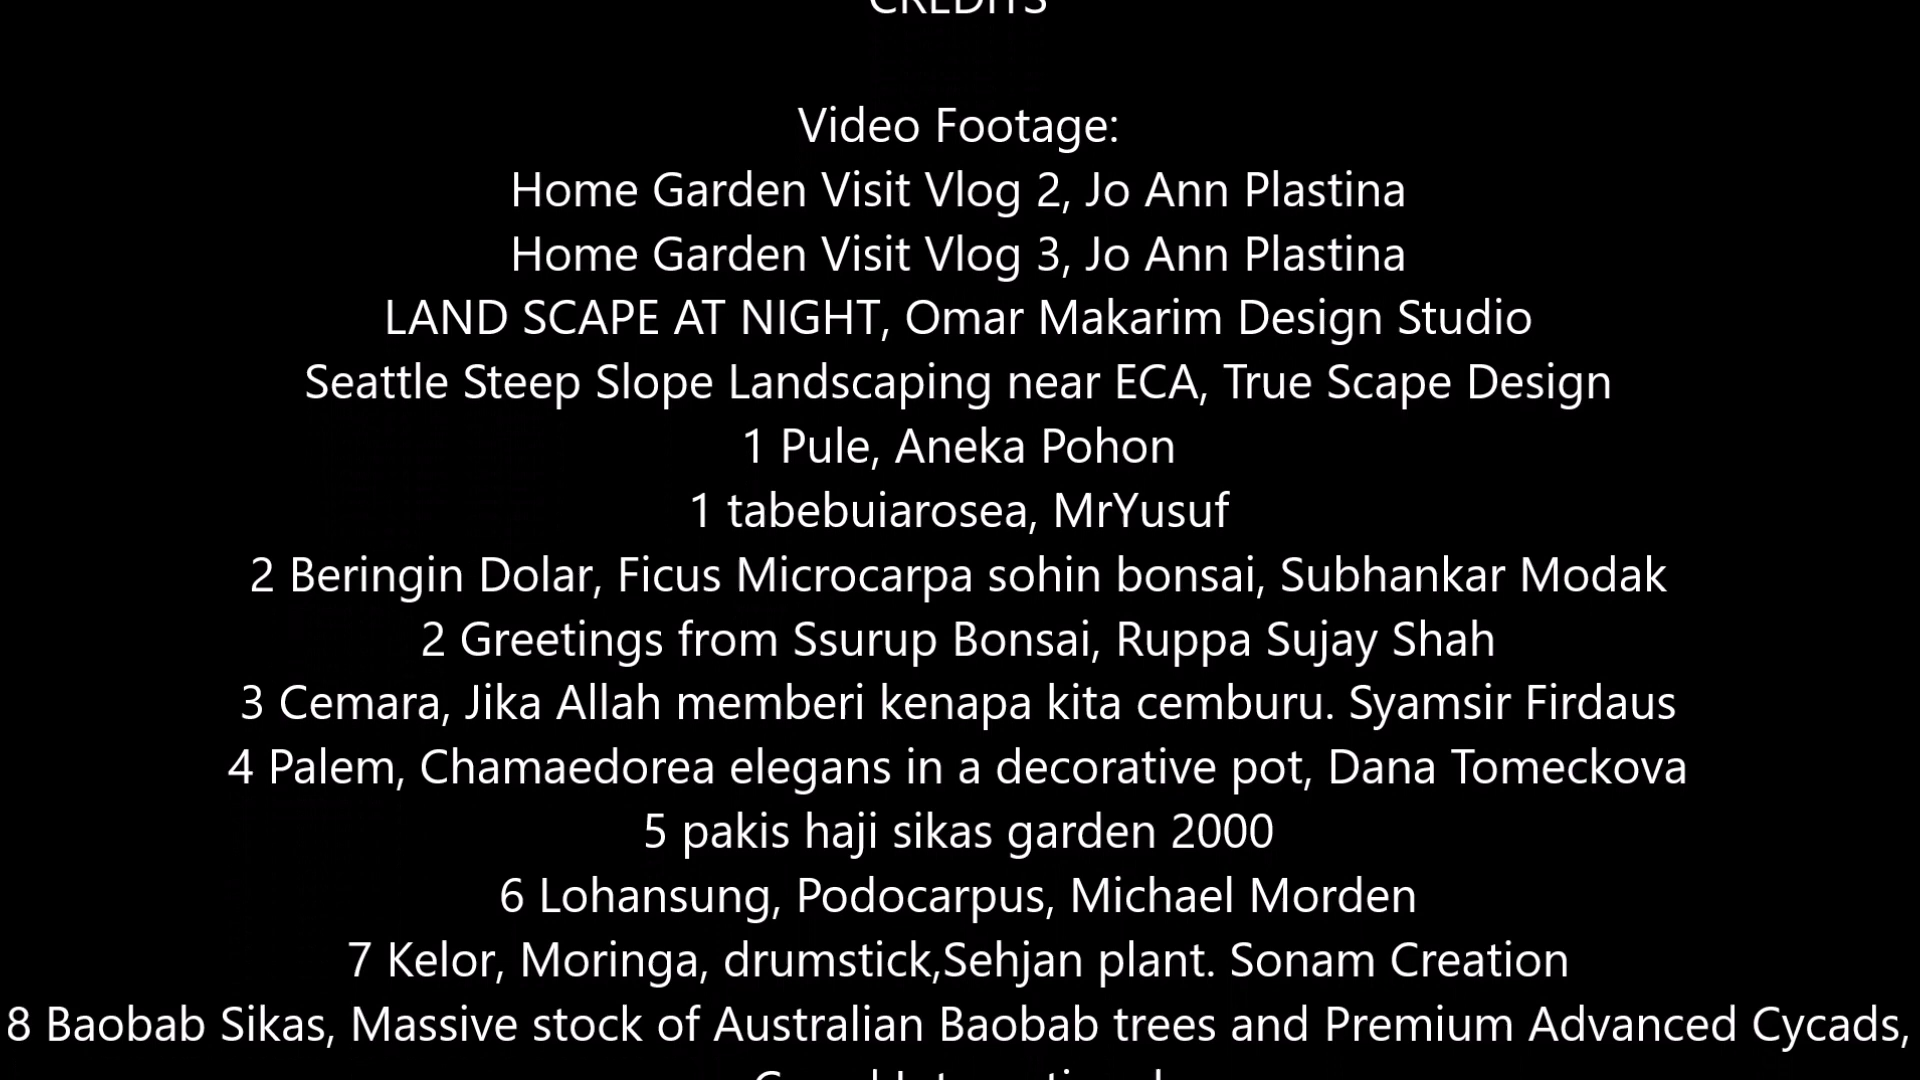 CREDITS
Video Footage:
Home Garden Visit Vlog 2, Jo Ann Plastina
Home Garden Visit Vlog 3, Jo Ann Plastina
LAND SCAPE AT NIGHT, Omar Makarim Design Studio
Seattle Steep Slope Landscaping near ECA, True Scape Design
1 Pule, Aneka Pohon
1 tabebuiarosea, MrYusuf
2 Beringin Dolar, Ficus Microcarpa sohin bonsai, Subhankar Modak
2 Greetings from Ssurup Bonsai, Ruppa Sujay Shah
3 Cemara, Jika Allah memberi kenapa kita cemburu. Syamsir Firdaus
4 Palem, Chamaedorea elegans in a decorative pot, Dana Tomeckova
5 pakis haji sikas garden 2000
6 Lohansung, Podocarpus, Michael Morden
7 Kelor, Moringa, drumstick,Sehjan plant. Sonam Creation
8 Baobab Sikas, Massive stock of Australian Baobab trees and Premium Advanced Cycads,